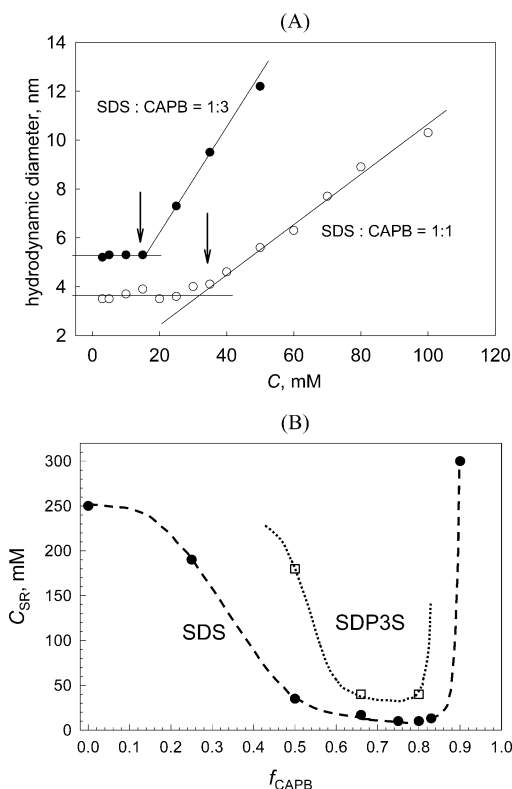 (A)
14
12
10
8
6
4
2
hydrodynamic diameter, nm
SDS : CAPB = 1:3
SDS : CAPB = 1:1
0 20 40 60 80 100 120
C, mM
(B)
300
250
200
150
100
50
0
C_SR, mM
SDS
SDP3S
0.0 0.1 0.2 0.3 0.4 0.5 0.6 0.7 0.8 0.9 1.0
f_CAPB